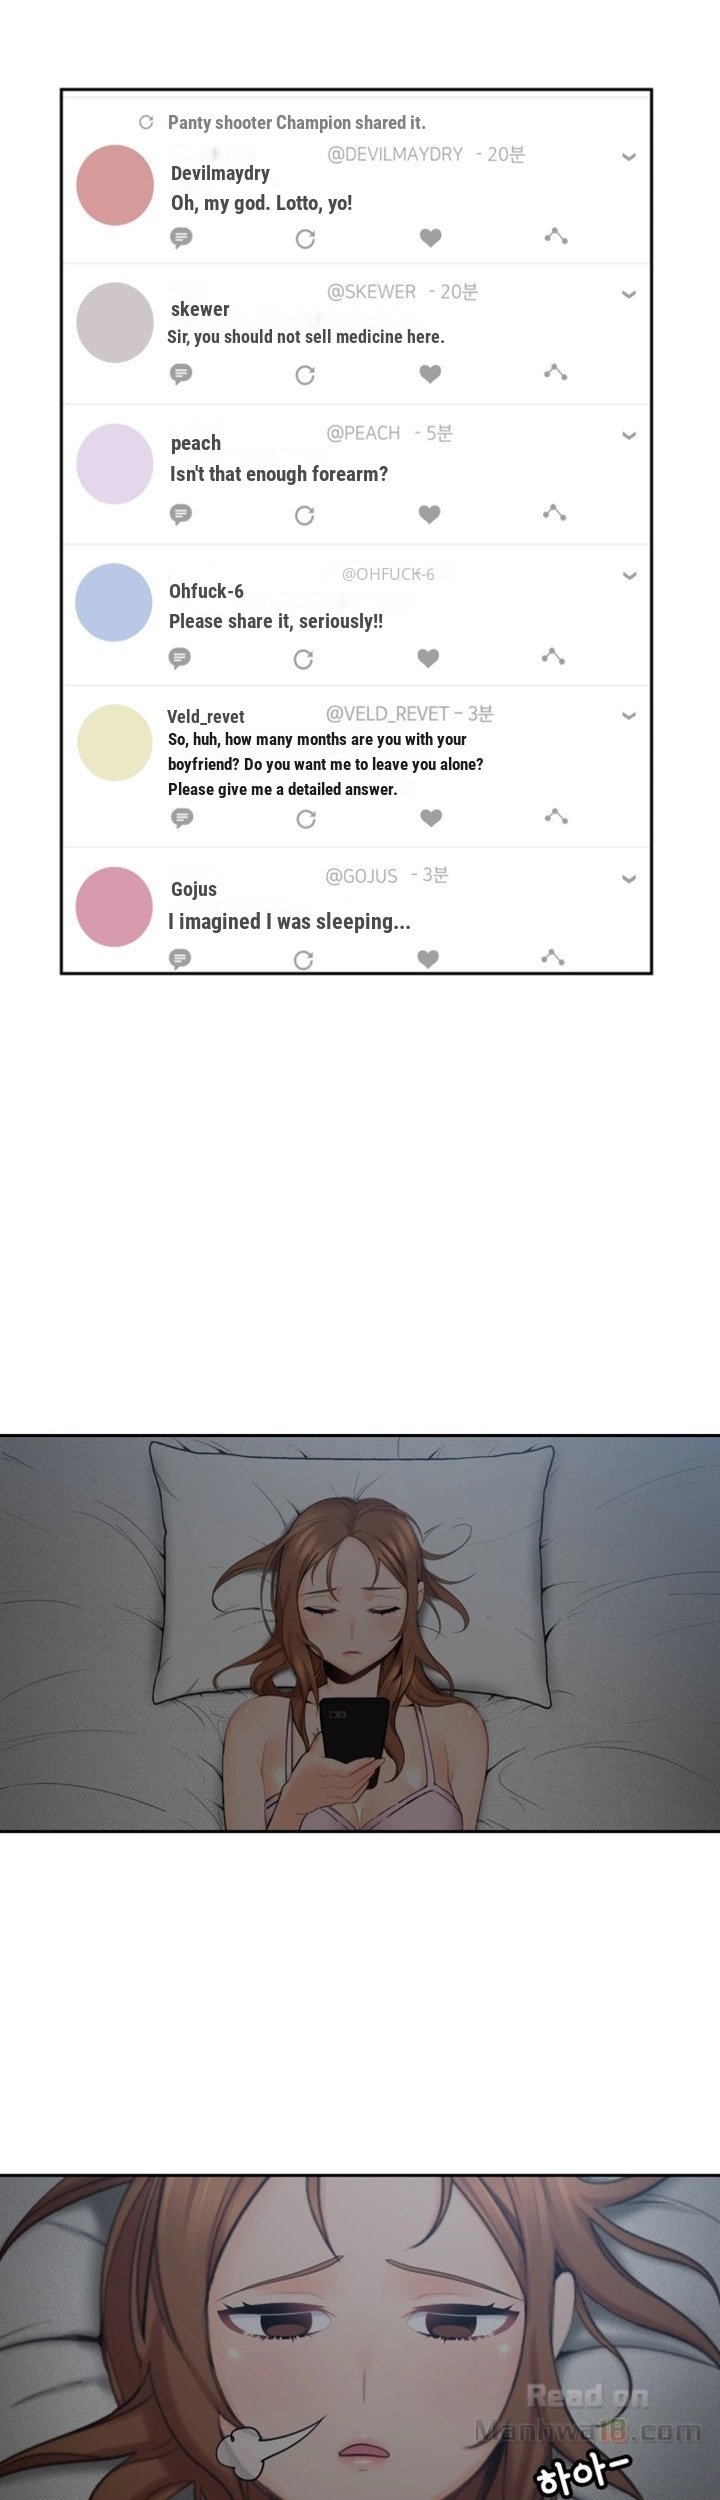 Panty shooter Champion shared it.
@DEVILMAYDRY - 20분
Devilmaydry
Oh, my god. Lotto, yo!
@SKEWER - 20분
skewer
Sir, you should not sell medicine here.
@PEACH - 5분
peach
Isn't that enough forearm?
@OHFUCK-6
Ohfuck-6
Please share it, seriously!!
@VELD_REVET - 3분
Veld_revet
So, huh, how many months are you with your
boyfriend? Do you want me to leave you alone?
Please give me a detailed answer.
@GOJUS - 3분
Gojus
I imagined I was sleeping...
Read on
Manhwa18.com
하아-